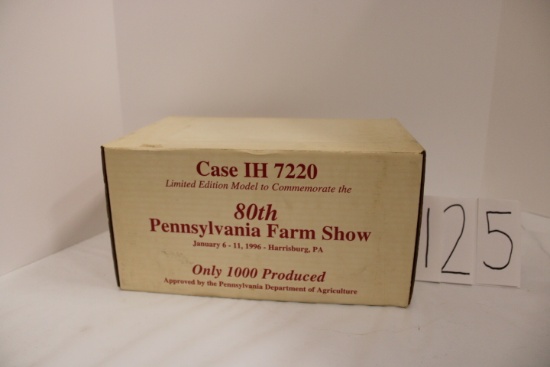 Case IH 7220
Limited Edition Model to Commemorate the
80th
Pennsylvania Farm Show
January 6 - 11, 1996 - Harrisburg, PA
Only 1000 Produced
Approved by the Pennsylvania Department of Agriculture
125